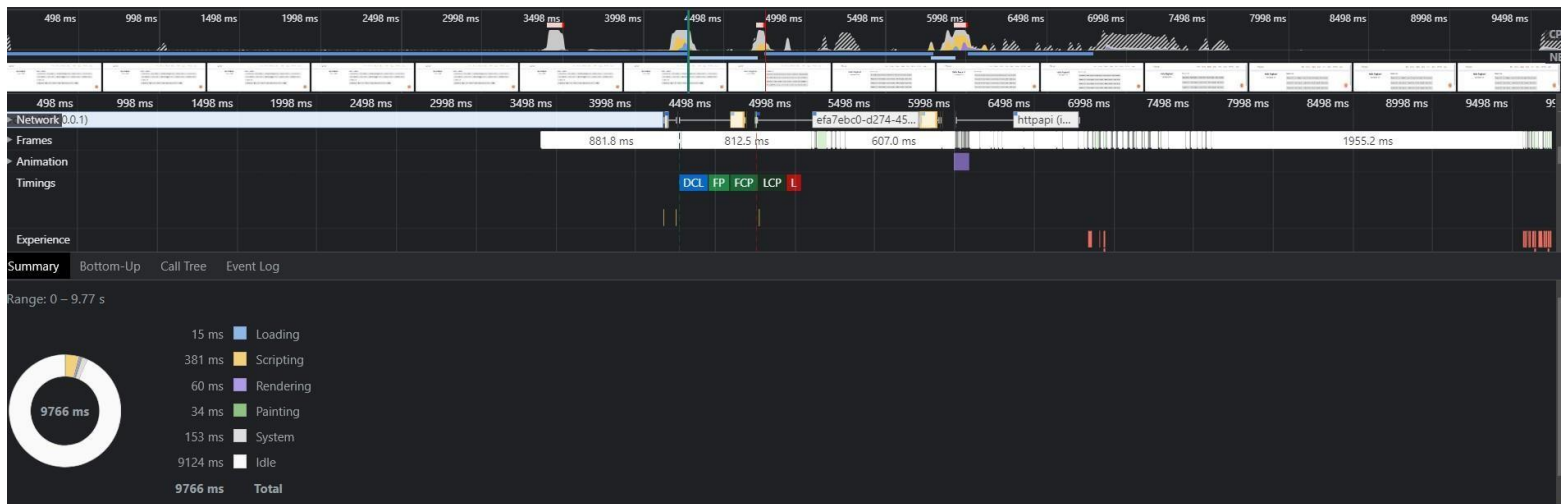 498 ms 998 ms 1498 ms 1998 ms 2498 ms 2998 ms 3498 ms 3998 ms 4498 ms 4998 ms 5498 ms 5998 ms 6498 ms 6998 ms 7498 ms 7998 ms 8498 ms 8998 ms 9498 ms
CP
NE
498 ms 998 ms 1498 ms 1998 ms 2498 ms 2998 ms 3498 ms 3998 ms 4498 ms 4998 ms 5498 ms 5998 ms 6498 ms 6998 ms 7498 ms 7998 ms 8498 ms 8998 ms 9498 ms 99
Network 0.0.1) efa7ebc0-d274-45... httpapi (i...
Frames 881.8 ms 812.5 ms 607.0 ms 1955.2 ms
Animation
Timings DCL FP FCP LCP L
Experience
Summary Bottom-Up Call Tree Event Log
Range: 0 – 9.77 s
15 ms Loading
381 ms Scripting
60 ms Rendering
9766 ms
34 ms Painting
153 ms System
9124 ms Idle
9766 ms Total